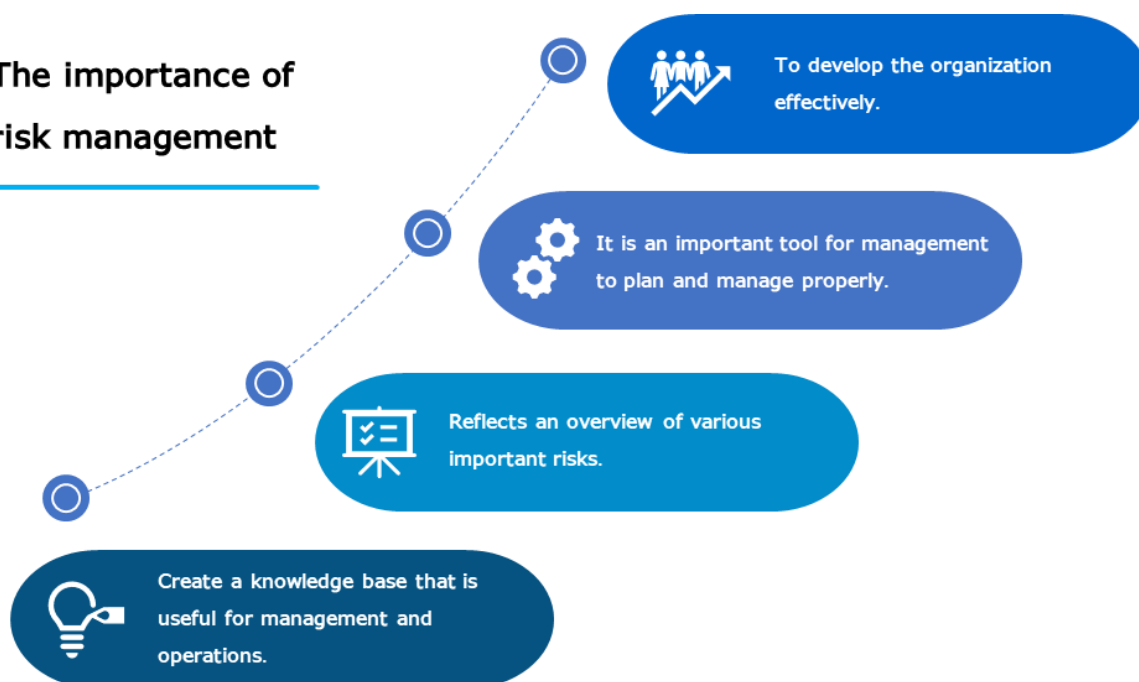 The importance of
risk management
To develop the organization
effectively.
It is an important tool for management
to plan and manage properly.
Reflects an overview of various
important risks.
Create a knowledge base that is
useful for management and
operations.